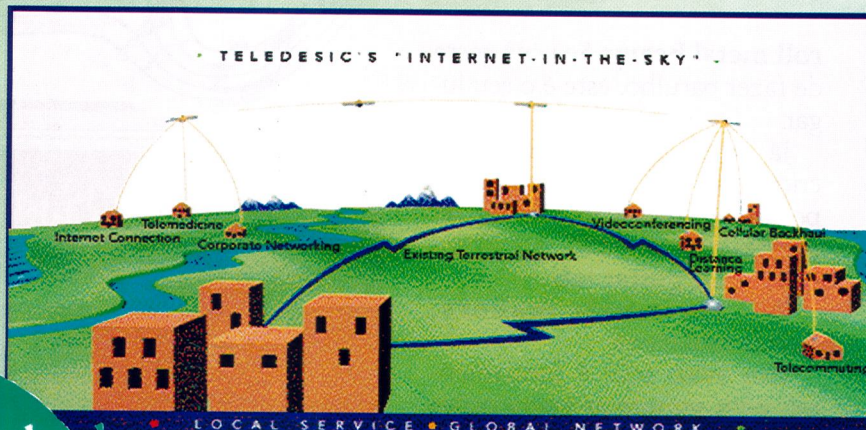 TELEDESIC'S "INTERNET-IN-THE-SKY"
Telemedicine
Internet Connection
Corporate Networking
Existing Terrestrial Network
Videoconferencing
Cellular Backhaul
Distance
Learning
Telecommuting
LOCAL SERVICE • GLOBAL NETWORK